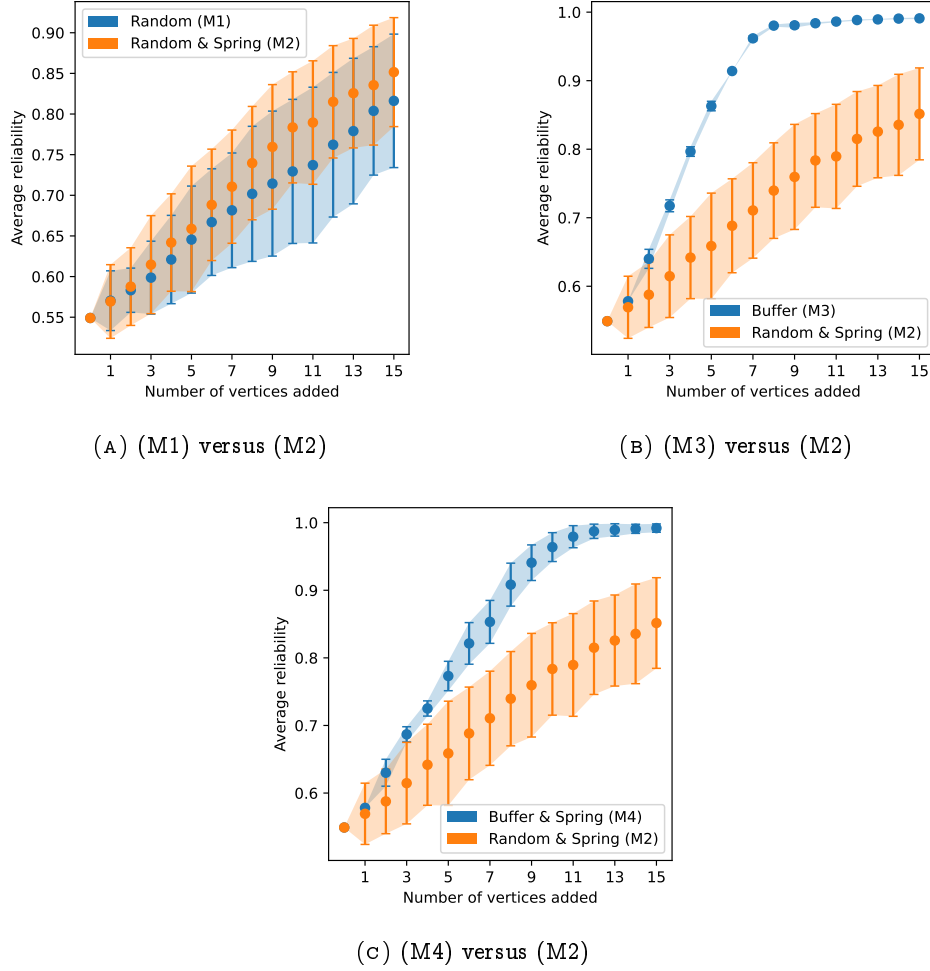 Random (M1)
Random & Spring (M2)
0.90
0.85
0.80
0.75
0.70
0.65
0.60
0.55
Average reliability
1 3 5 7 9 11 13 15
Number of vertices added
(A) (M1) versus (M2)
1.0
0.9
0.8
0.7
0.6
Average reliability
Buffer (M3)
Random & Spring (M2)
1 3 5 7 9 11 13 15
Number of vertices added
(B) (M3) versus (M2)
1.0
0.9
0.8
0.7
0.6
Average reliability
Buffer & Spring (M4)
Random & Spring (M2)
1 3 5 7 9 11 13 15
Number of vertices added
(C) (M4) versus (M2)